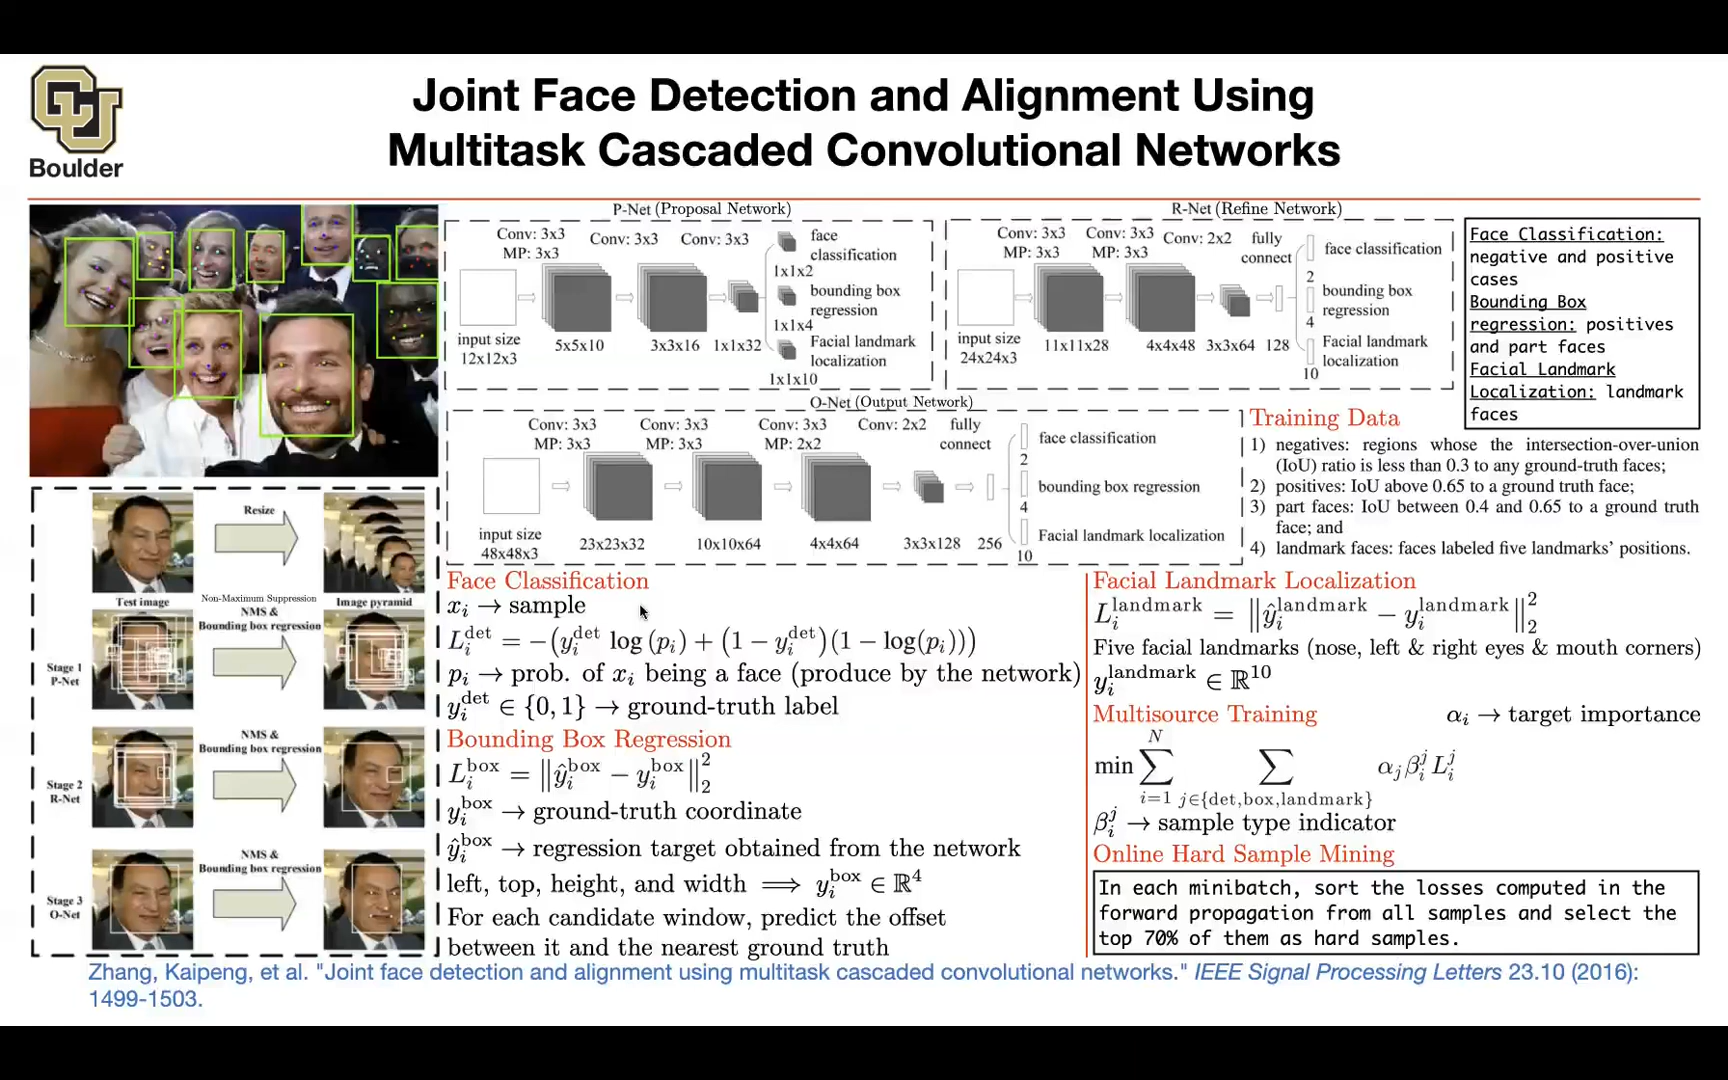 Boulder
Joint Face Detection and Alignment Using
Multitask Cascaded Convolutional Networks
P-Net (Proposal Network)
Conv: 3x3
MP: 3x3
Conv: 3x3
Conv: 3x3
face
classification
1x1x2
bounding box
regression
1x1x4
Facial landmark
localization
1x1x10
input size
12x12x3
5x5x10
3x3x16
1x1x32
R-Net (Refine Network)
Conv: 3x3
MP: 3x3
Conv: 3x3
MP: 3x3
Conv: 2x2
fully
connect
face classification
2
bounding box
regression
4
Facial landmark
localization
10
input size
24x24x3
11x11x28
4x4x48
3x3x64
128
Face Classification:
negative and positive
cases
Bounding Box
regression: positives
and part faces
Facial Landmark
Localization: landmark
faces
O-Net (Output Network)
Conv: 3x3
MP: 3x3
Conv: 3x3
MP: 3x3
Conv: 3x3
MP: 2x2
Conv: 2x2
fully
connect
face classification
2
bounding box regression
4
Facial landmark localization
10
input size
48x48x3
23x23x32
10x10x64
4x4x64
3x3x128
256
Training Data
1) negatives: regions whose the intersection-over-union
(IoU) ratio is less than 0.3 to any ground-truth faces;
2) positives: IoU above 0.65 to a ground truth face;
3) part faces: IoU between 0.4 and 0.65 to a ground truth
face; and
4) landmark faces: faces labeled five landmarks' positions.
Resize
Test image
Image pyramid
Non-Maximum Suppression
NMS &
Bounding box regression
Stage 1
P-Net
NMS &
Bounding box regression
Stage 2
R-Net
NMS &
Bounding box regression
Stage 3
O-Net
Face Classification
x_i → sample
L_i^det = −(y_i^det log (p_i) + (1 − y_i^det)(1 − log(p_i)))
p_i → prob. of x_i being a face (produce by the network)
y_i^det ∈ {0, 1} → ground-truth label
Bounding Box Regression
L_i^box = ‖ŷ_i^box − y_i^box‖_2^2
y_i^box → ground-truth coordinate
ŷ_i^box → regression target obtained from the network
left, top, height, and width ⟹ y_i^box ∈ ℝ^4
For each candidate window, predict the offset
between it and the nearest ground truth
Facial Landmark Localization
L_i^landmark = ‖ŷ_i^landmark − y_i^landmark‖_2^2
Five facial landmarks (nose, left & right eyes & mouth corners)
y_i^landmark ∈ ℝ^10
Multisource Training
α_i → target importance
min ∑_{i=1}^N ∑_{j∈{det,box,landmark}} α_j β_i^j L_i^j
β_i^j → sample type indicator
Online Hard Sample Mining
In each minibatch, sort the losses computed in the
forward propagation from all samples and select the
top 70% of them as hard samples.
Zhang, Kaipeng, et al. "Joint face detection and alignment using multitask cascaded convolutional networks." IEEE Signal Processing Letters 23.10 (2016):
1499-1503.